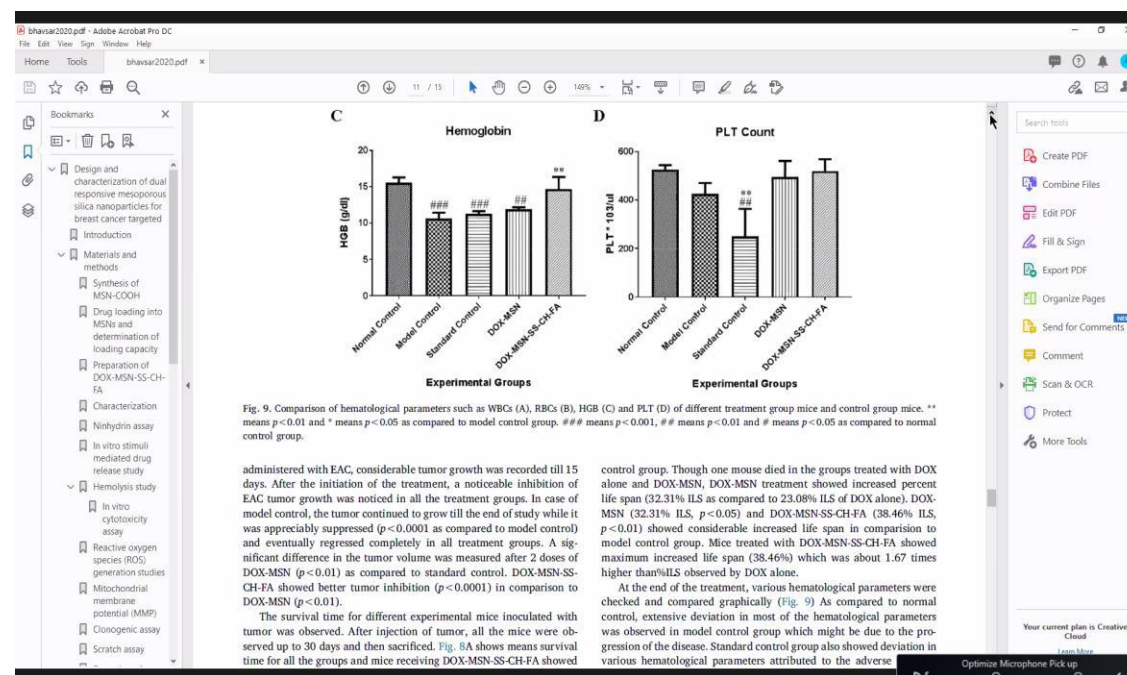 bhavsar2020.pdf - Adobe Acrobat Pro DC
File Edit View Sign Window Help
Home Tools bhavsar2020.pdf ×
11 / 15 149%
Bookmarks ×
Design and
characterization of dual
responsive mesoporous
silica nanoparticles for
breast cancer targeted
Introduction
Materials and
methods
Synthesis of
MSN-COOH
Drug loading into
MSNs and
determination of
loading capacity
Preparation of
DOX-MSN-SS-CH-
FA
Characterization
Ninhydrin assay
In vitro stimuli
mediated drug
release study
Hemolysis study
In vitro
cytotoxicity
assay
Reactive oxygen
species (ROS)
generation studies
Mitochondrial
membrane
potential (MMP)
Clonogenic assay
Scratch assay
C
Hemoglobin
HGB (g/dl)
20
15
10
5
0
### ### ## **
Normal Control
Model Control
Standard Control
DOX-MSN
DOX-MSN-SS-CH-FA
Experimental Groups
D
PLT Count
PLT * 103/ul
600
400
200
0
**
##
Normal Control
Model Control
Standard Control
DOX-MSN
DOX-MSN-SS-CH-FA
Experimental Groups
Fig. 9. Comparison of hematological parameters such as WBCs (A), RBCs (B), HGB (C) and PLT (D) of different treatment group mice and control group mice. **
means p<0.01 and * means p<0.05 as compared to model control group. ### means p<0.001, ## means p<0.01 and # means p<0.05 as compared to normal
control group.
administered with EAC, considerable tumor growth was recorded till 15
days. After the initiation of the treatment, a noticeable inhibition of
EAC tumor growth was noticed in all the treatment groups. In case of
model control, the tumor continued to grow till the end of study while it
was appreciably suppressed (p<0.0001 as compared to model control)
and eventually regressed completely in all treatment groups. A sig-
nificant difference in the tumor volume was measured after 2 doses of
DOX-MSN (p<0.01) as compared to standard control. DOX-MSN-SS-
CH-FA showed better tumor inhibition (p<0.0001) in comparison to
DOX-MSN (p<0.01).
The survival time for different experimental mice inoculated with
tumor was observed. After injection of tumor, all the mice were ob-
served up to 30 days and then sacrificed. Fig. 8A shows means survival
time for all the groups and mice receiving DOX-MSN-SS-CH-FA showed
control group. Though one mouse died in the groups treated with DOX
alone and DOX-MSN, DOX-MSN treatment showed increased percent
life span (32.31% ILS as compared to 23.08% ILS of DOX alone). DOX-
MSN (32.31% ILS, p<0.05) and DOX-MSN-SS-CH-FA (38.46% ILS,
p<0.01) showed considerable increased life span in comparision to
model control group. Mice treated with DOX-MSN-SS-CH-FA showed
maximum increased life span (38.46%) which was about 1.67 times
higher than%ILS observed by DOX alone.
At the end of the treatment, various hematological parameters were
checked and compared graphically (Fig. 9) As compared to normal
control, extensive deviation in most of the hematological parameters
was observed in model control group which might be due to the pro-
gression of the disease. Standard control group also showed deviation in
various hematological parameters attributed to the adverse
Search tools
Create PDF
Combine Files
Edit PDF
Fill & Sign
Export PDF
Organize Pages
Send for Comments
NEW
Comment
Scan & OCR
Protect
More Tools
Your current plan is Creative
Cloud
Learn More
Optimize Microphone Pick up